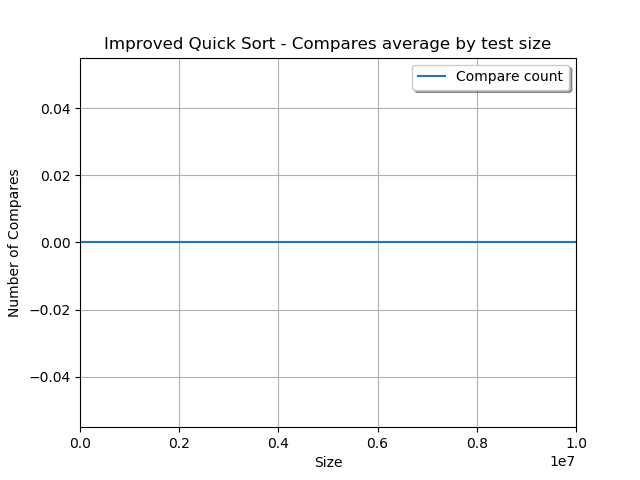 Improved Quick Sort - Compares average by test size
Compare count
0.04
0.02
0.00
−0.02
−0.04
Number of Compares
0.0 0.2 0.4 0.6 0.8 1.0
1e7
Size